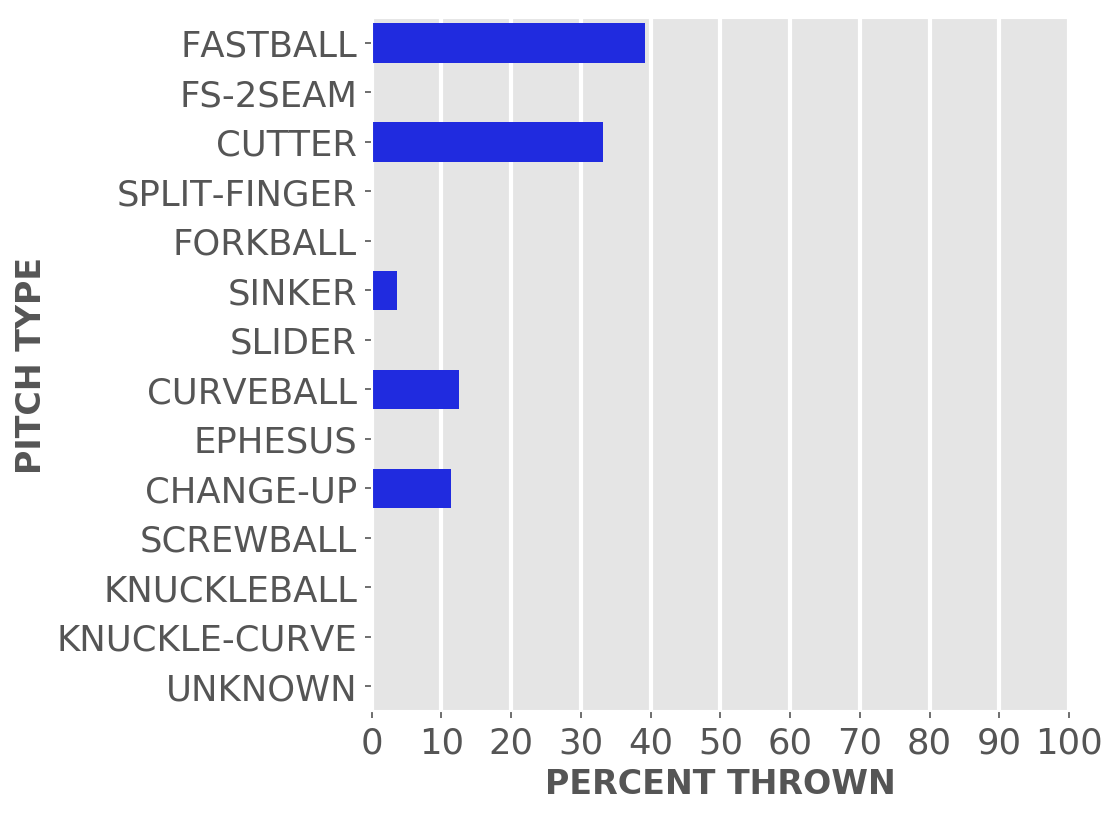 FASTBALL
FS-2SEAM
CUTTER
SPLIT-FINGER
FORKBALL
SINKER
SLIDER
CURVEBALL
EPHESUS
CHANGE-UP
SCREWBALL
KNUCKLEBALL
KNUCKLE-CURVE
UNKNOWN
PITCH TYPE
0 10 20 30 40 50 60 70 80 90 100
PERCENT THROWN